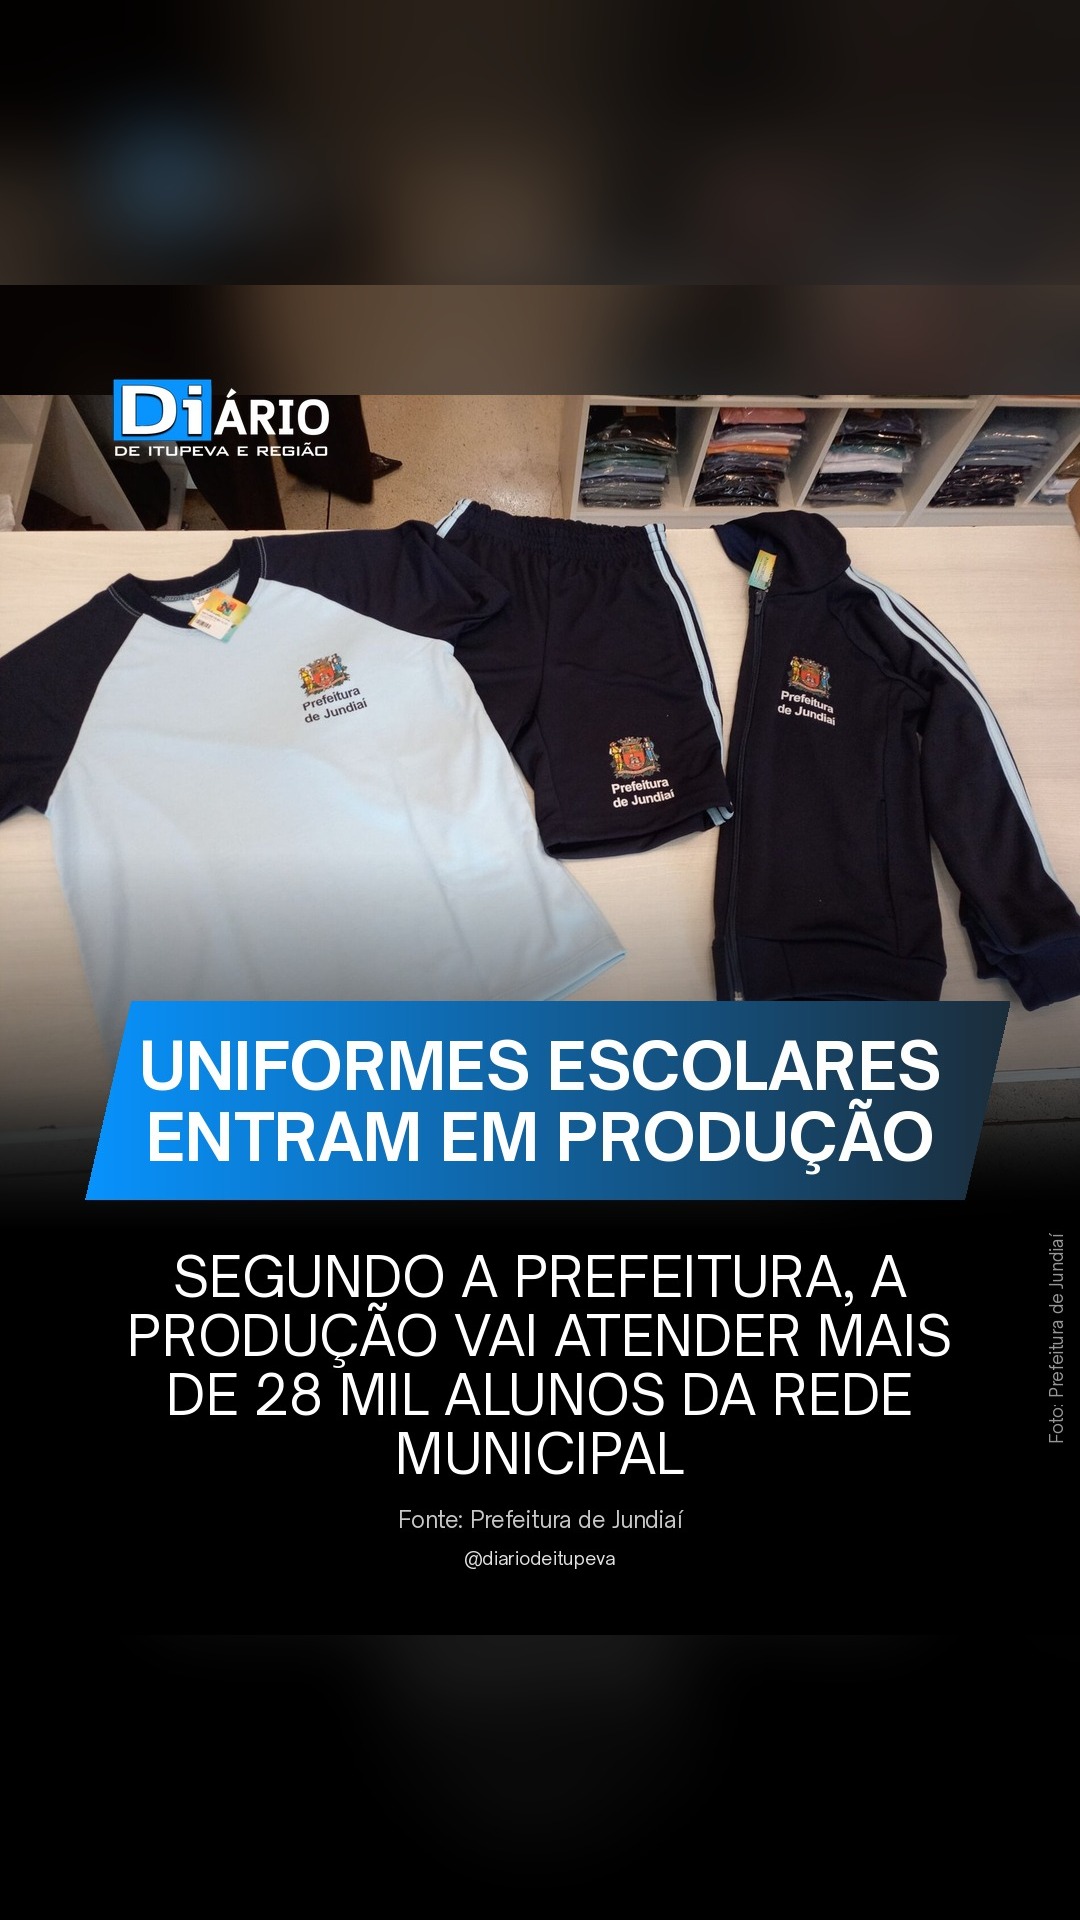 DiÁRIO
DE ITUPEVA E REGIÃO
Prefeitura
de Jundiaí
Prefeitura
de Jundiaí
Prefeitura
de Jundiaí
UNIFORMES ESCOLARES
ENTRAM EM PRODUÇÃO
SEGUNDO A PREFEITURA, A
PRODUÇÃO VAI ATENDER MAIS
DE 28 MIL ALUNOS DA REDE
MUNICIPAL
Foto: Prefeitura de Jundiaí
Fonte: Prefeitura de Jundiaí
@diariodeitupeva